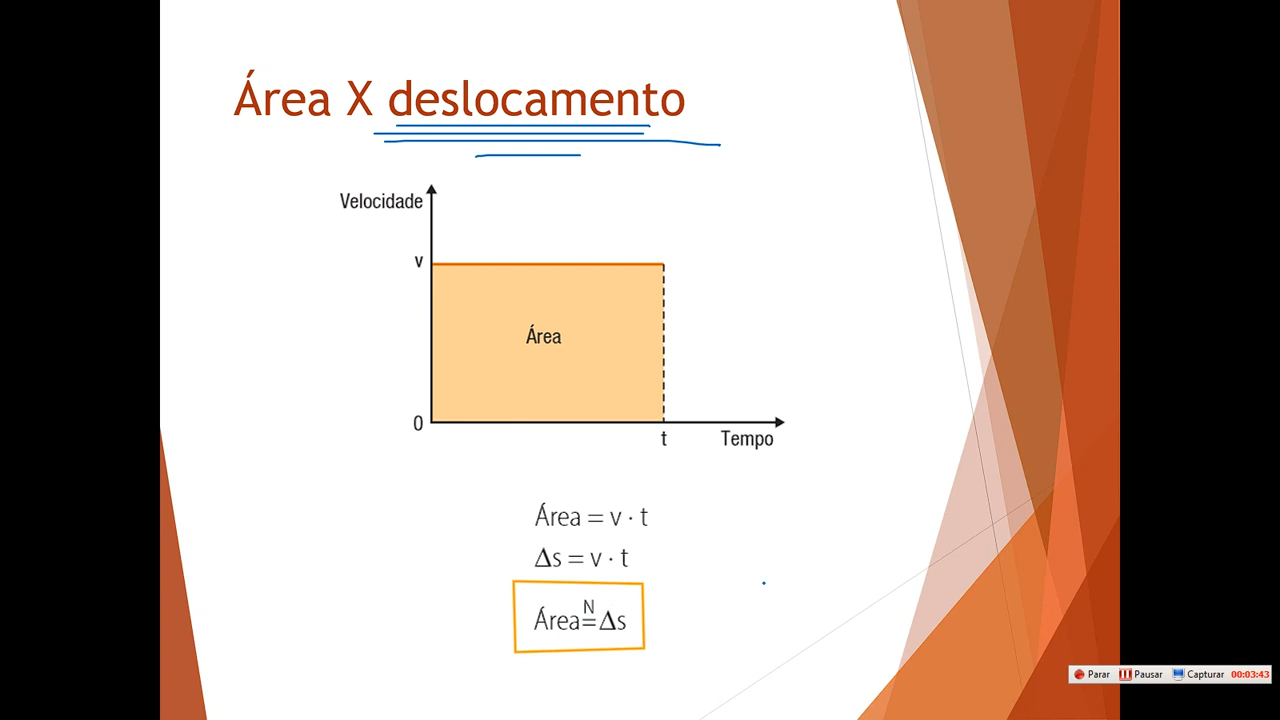 Área X deslocamento
Velocidade
v
Área
0
t
Tempo
Área = v · t
Δs = v · t
N
Área=Δs
Parar Pausar Capturar 00:03:43